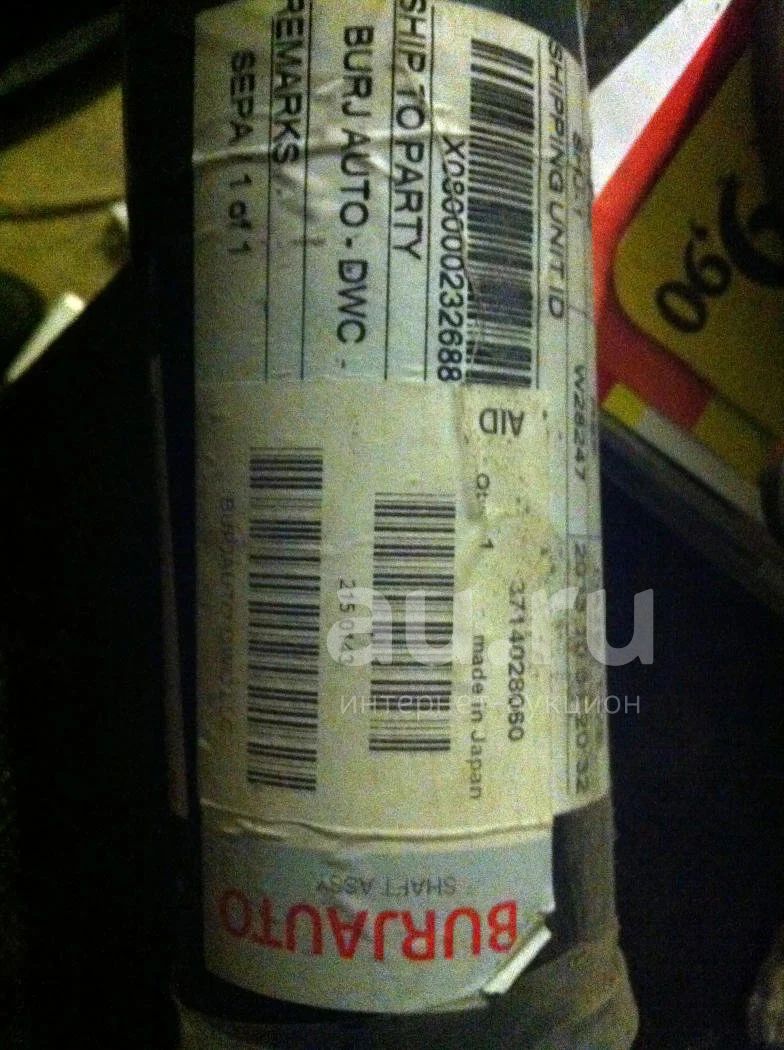 SHIPPING UNIT ID
X080000232688
SHIP TO PARTY
BURJ AUTO - DWC -
REMARKS
SEPA / 1 of 1
W28247
AID
1
3714028060
made in Japan
SHAFT ASSY
BURJAUTO
.90
au.ru
интернет-аукцион